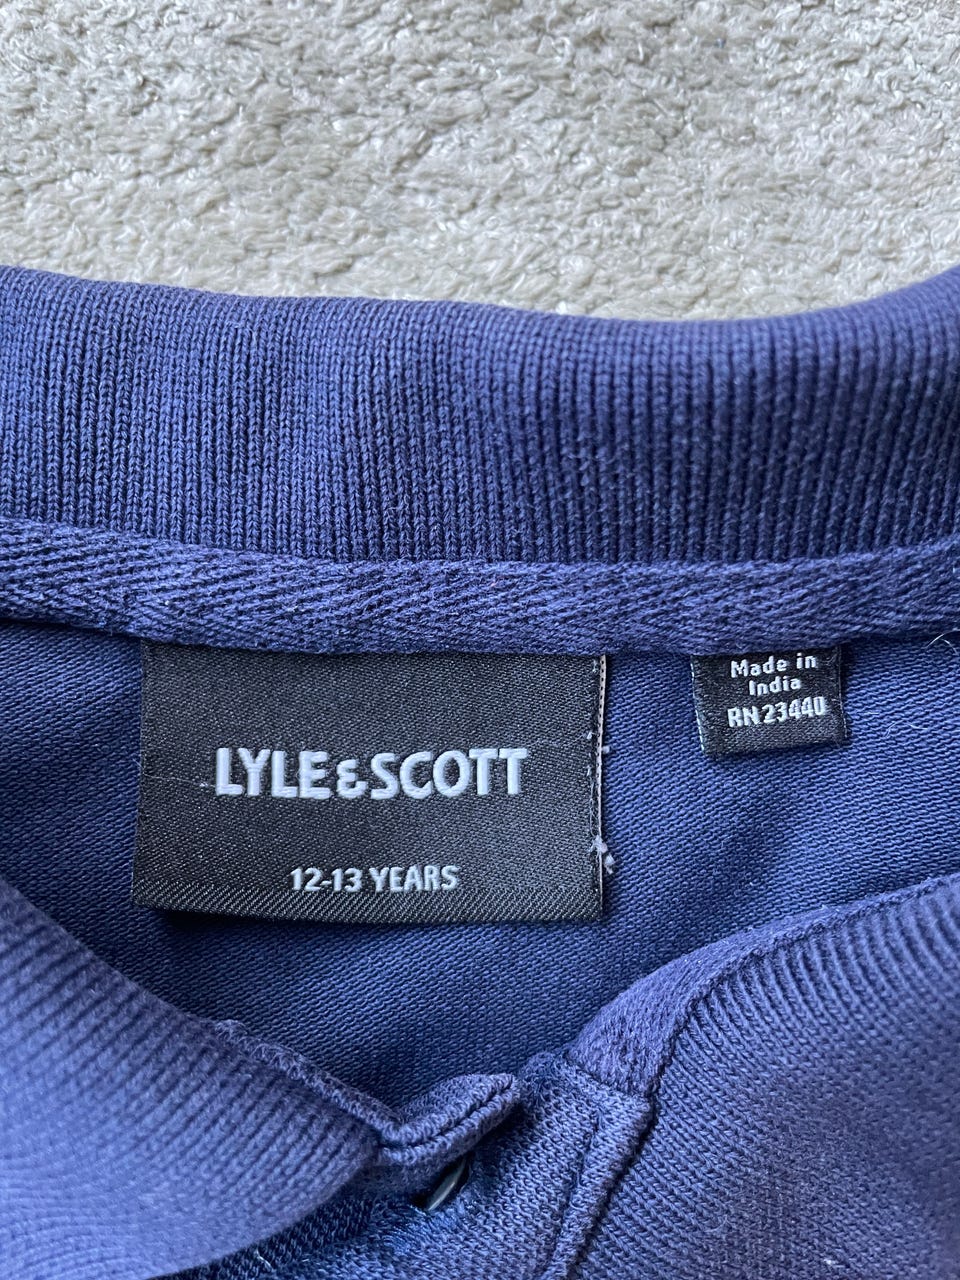 LYLE & SCOTT
12-13 YEARS
Made in
India
RN 23440